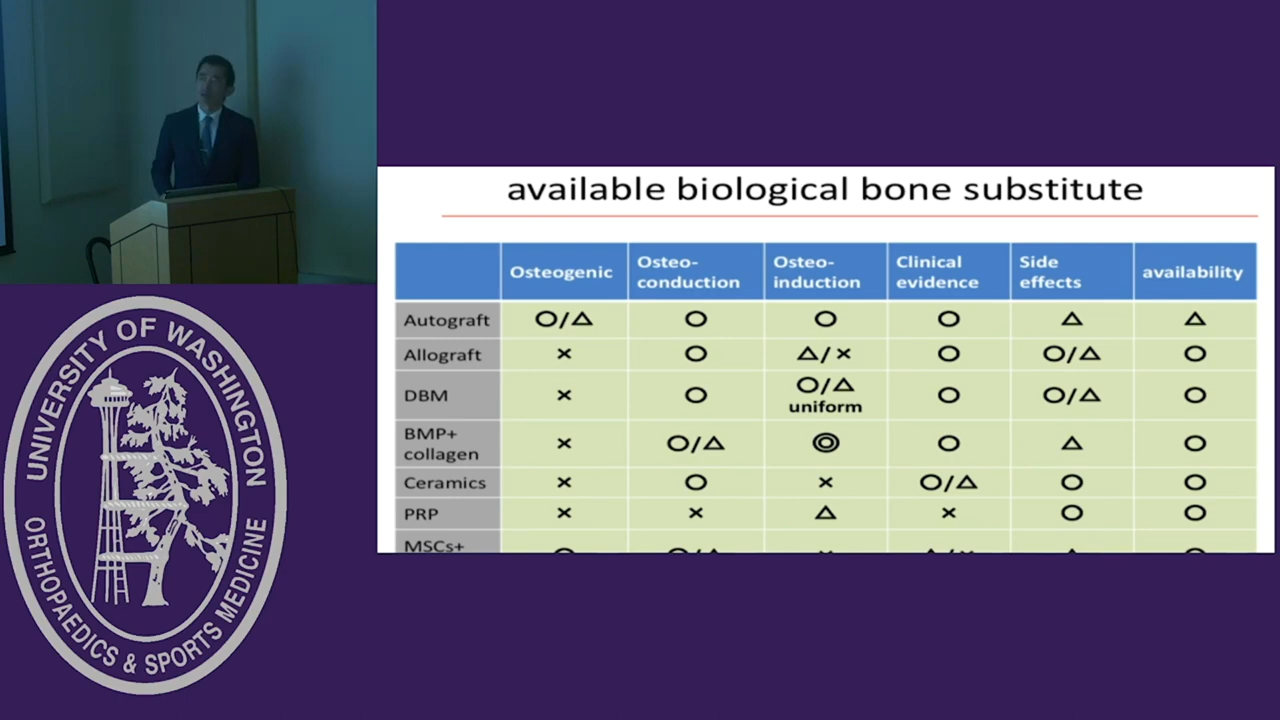 available biological bone substitute
Osteogenic
Osteo-
conduction
Osteo-
induction
Clinical
evidence
Side
effects
availability
Autograft ○/△ ○ ○ ○ △ △
Allograft × ○ △/× ○ ○/△ ○
DBM × ○ ○/△ ○ ○/△ ○
uniform
BMP+
collagen × ○/△ ◎ ○ △ ○
Ceramics × ○ × ○/△ ○ ○
PRP × × △ × ○ ○
MSCs+
UNIVERSITY OF WASHINGTON
ORTHOPAEDICS & SPORTS MEDICINE